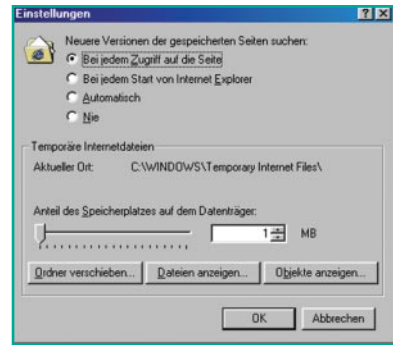 Einstellungen
Neuere Versionen der gespeicherten Seiten suchen:
Bei jedem Zugriff auf die Seite
Bei jedem Start von Internet Explorer
Automatisch
Nie
Temporäre Internetdateien
Aktueller Ort: C:\WINDOWS\Temporary Internet Files\
Anteil des Speicherplatzes auf dem Datenträger:
1 MB
Ordner verschieben... Dateien anzeigen... Objekte anzeigen...
OK Abbrechen